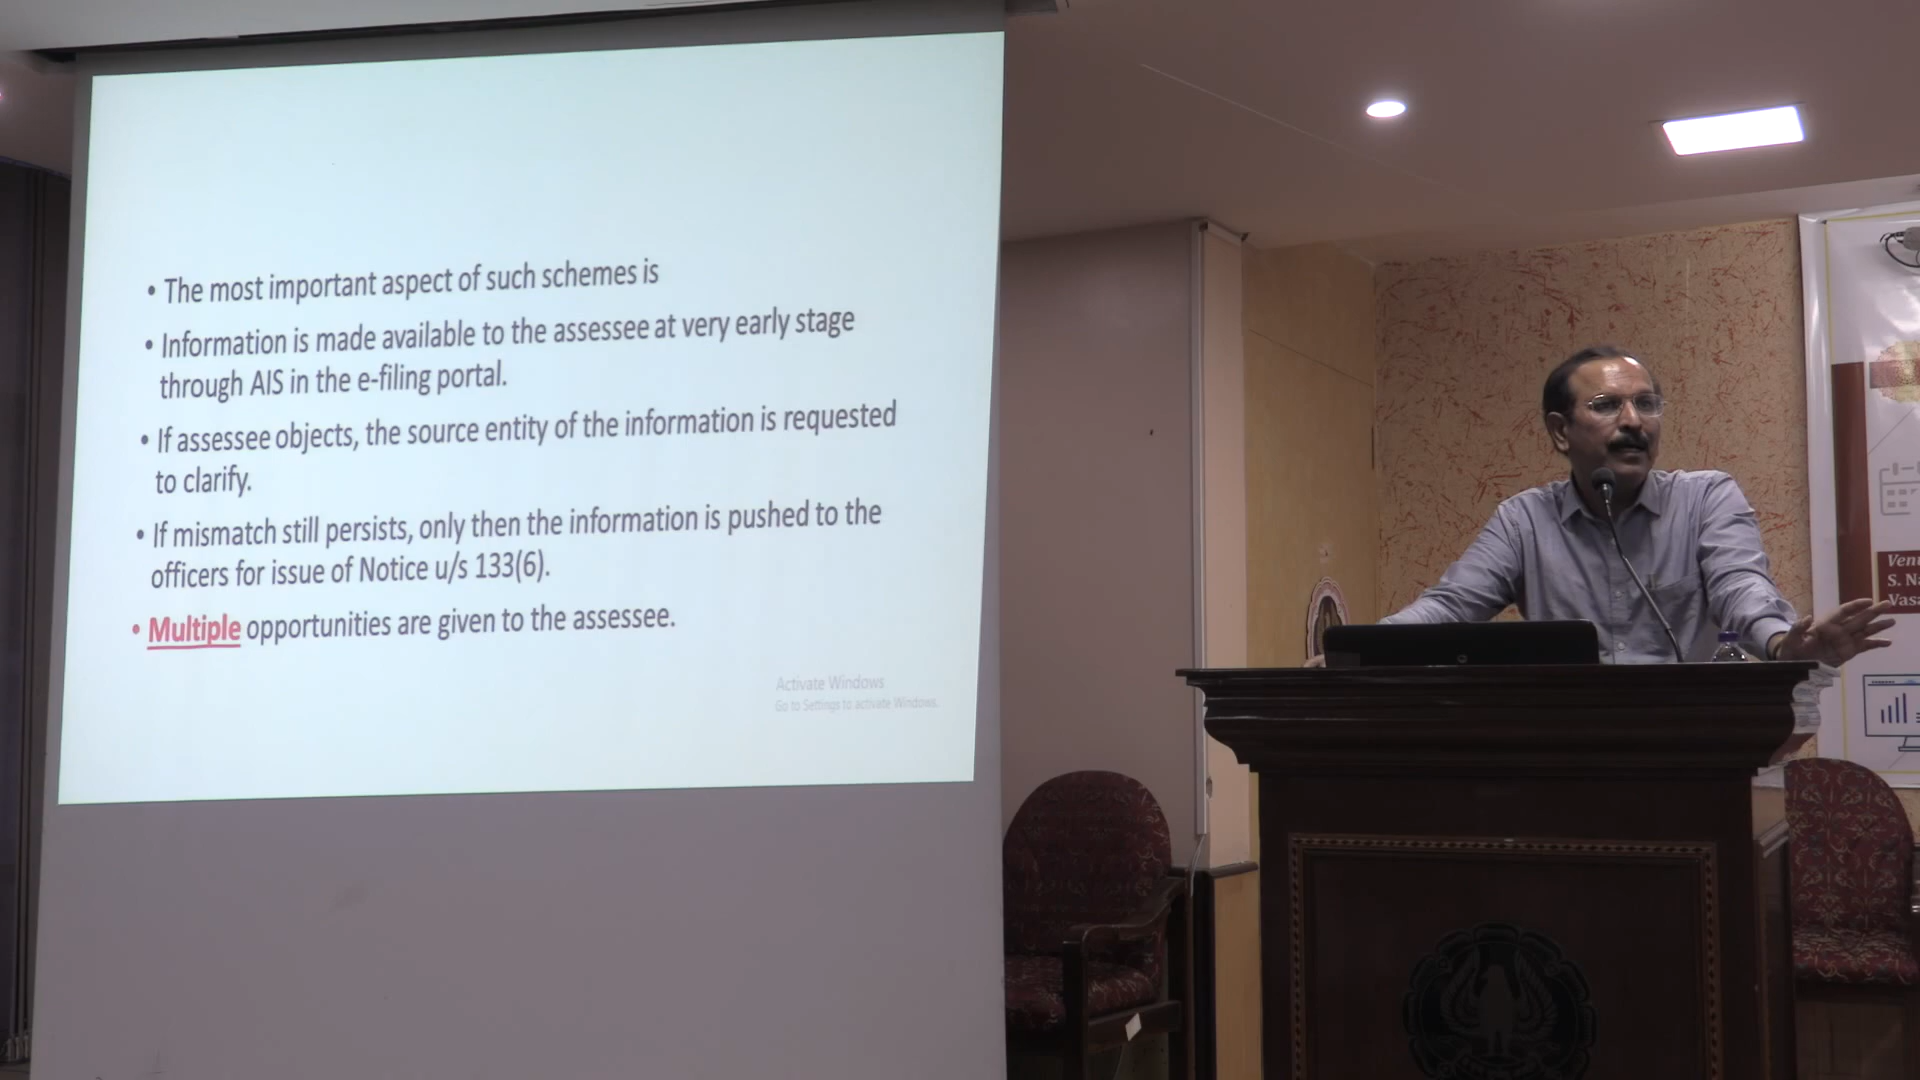 • The most important aspect of such schemes is
• Information is made available to the assessee at very early stage
through AIS in the e-filing portal.
• If assessee objects, the source entity of the information is requested
to clarify.
• If mismatch still persists, only then the information is pushed to the
officers for issue of Notice u/s 133(6).
• Multiple opportunities are given to the assessee.
Activate Windows
Go to Settings to activate Windows.